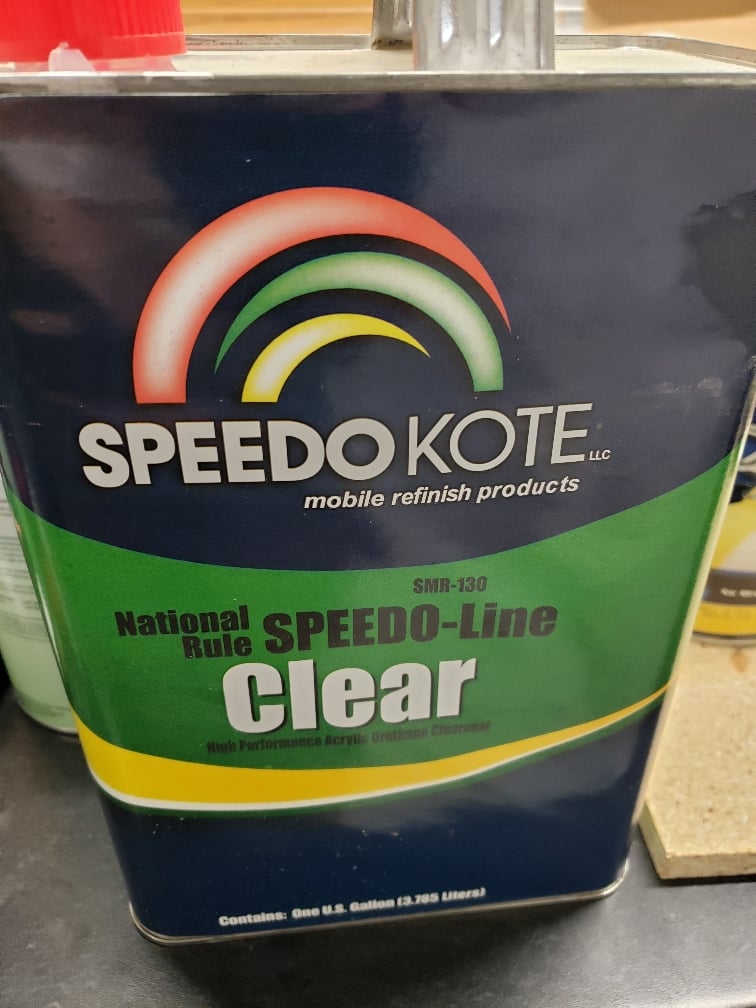 SPEEDOKOTE LLC
mobile refinish products
SMR-130
National Rule SPEEDO-Line
Clear
High Performance Acrylic Urethane Clearcoat
Contains: One U.S. Gallon (3.785 Liters)